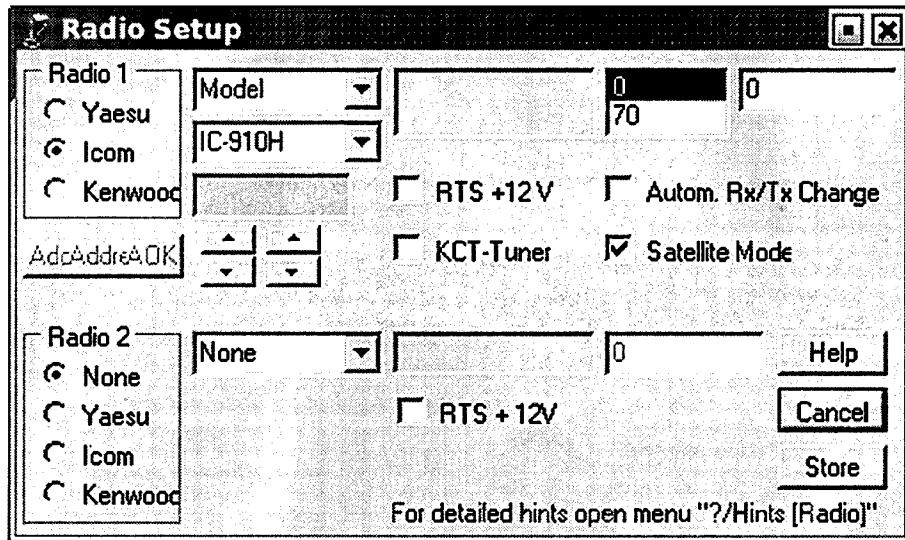 Radio Setup
Radio 1
Yaesu
Icom
Kenwood
Model
IC-910H
0
70
0
RTS +12 V
Autom. Rx/Tx Change
KCT-Tuner
Satellite Mode
Radio 2
None
Yaesu
Icom
Kenwood
None
0
RTS + 12V
Help
Cancel
Store
For detailed hints open menu "?/Hints [Radio]"